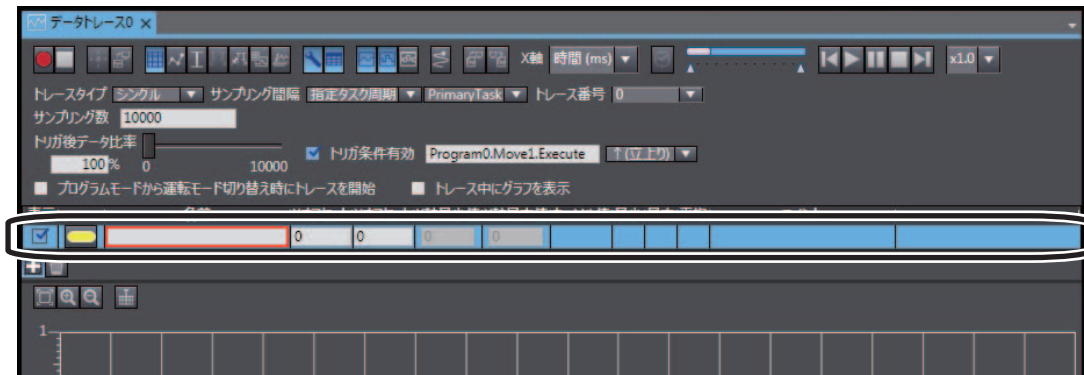 データトレース0 ×
X軸 時間 (ms) x1.0
トレースタイプ シングル サンプリング間隔 指定タスク周期 PrimaryTask トレース番号 0
サンプリング数 10000
トリガ後データ比率
100 % 0 10000 トリガ条件有効 Program0.Move1.Execute ↑(立上り)
プログラムモードから運転モード切り替え時にトレースを開始 トレース中にグラフを表示
0 0 0 0
1